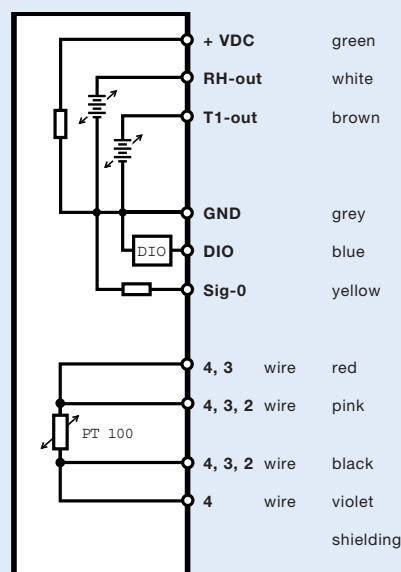 + VDC green
RH-out white
T1-out brown
GND grey
DIO DIO blue
Sig-0 yellow
4, 3 wire red
4, 3, 2 wire pink
PT 100
4, 3, 2 wire black
4 wire violet
shielding